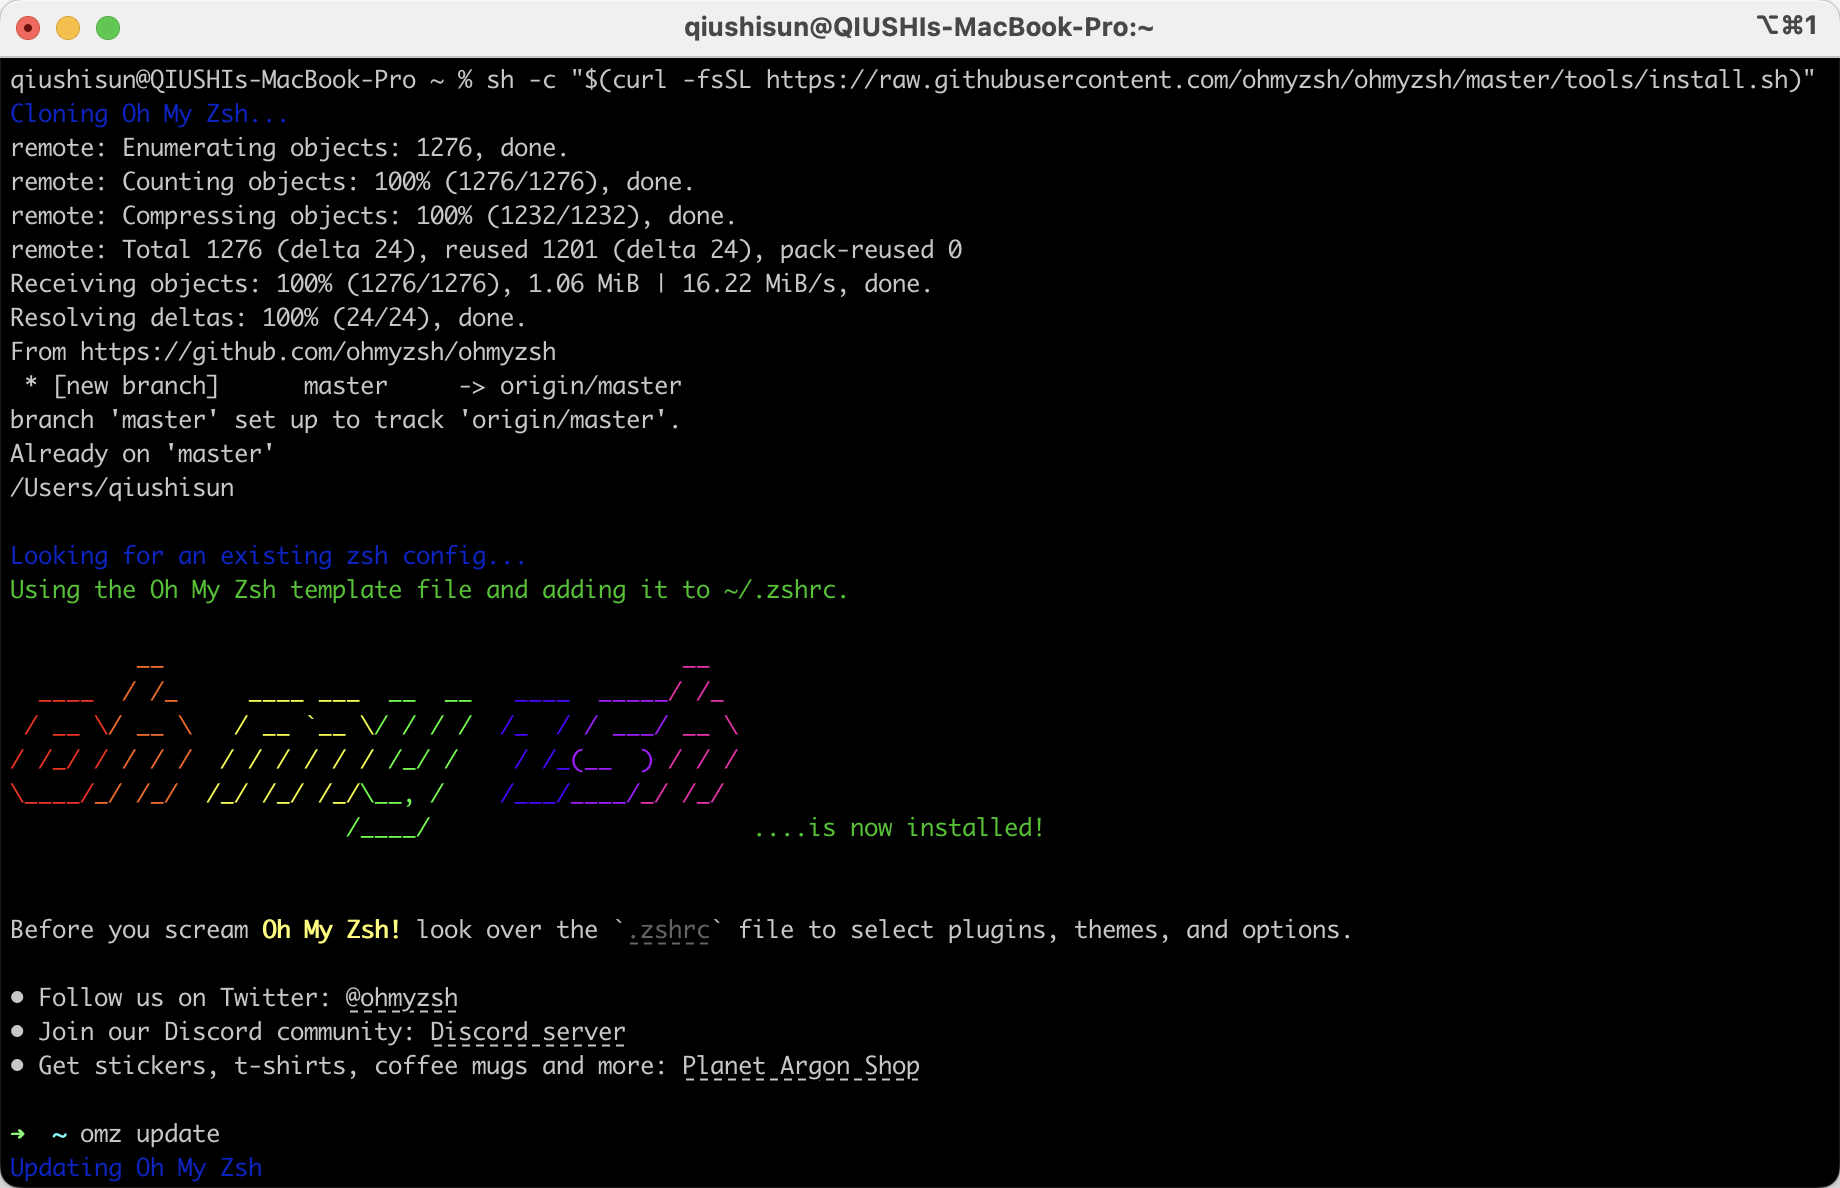 qiushisun@QIUSHIs-MacBook-Pro:~
⌥⌘1
qiushisun@QIUSHIs-MacBook-Pro ~ % sh -c "$(curl -fsSL https://raw.githubusercontent.com/ohmyzsh/ohmyzsh/master/tools/install.sh)"
Cloning Oh My Zsh...
remote: Enumerating objects: 1276, done.
remote: Counting objects: 100% (1276/1276), done.
remote: Compressing objects: 100% (1232/1232), done.
remote: Total 1276 (delta 24), reused 1201 (delta 24), pack-reused 0
Receiving objects: 100% (1276/1276), 1.06 MiB | 16.22 MiB/s, done.
Resolving deltas: 100% (24/24), done.
From https://github.com/ohmyzsh/ohmyzsh
 * [new branch]      master     -> origin/master
branch 'master' set up to track 'origin/master'.
Already on 'master'
/Users/qiushisun
Looking for an existing zsh config...
Using the Oh My Zsh template file and adding it to ~/.zshrc.
oh my zsh
....is now installed!
Before you scream Oh My Zsh! look over the `.zshrc` file to select plugins, themes, and options.
• Follow us on Twitter: @ohmyzsh
• Join our Discord community: Discord server
• Get stickers, t-shirts, coffee mugs and more: Planet Argon Shop
➜  ~ omz update
Updating Oh My Zsh